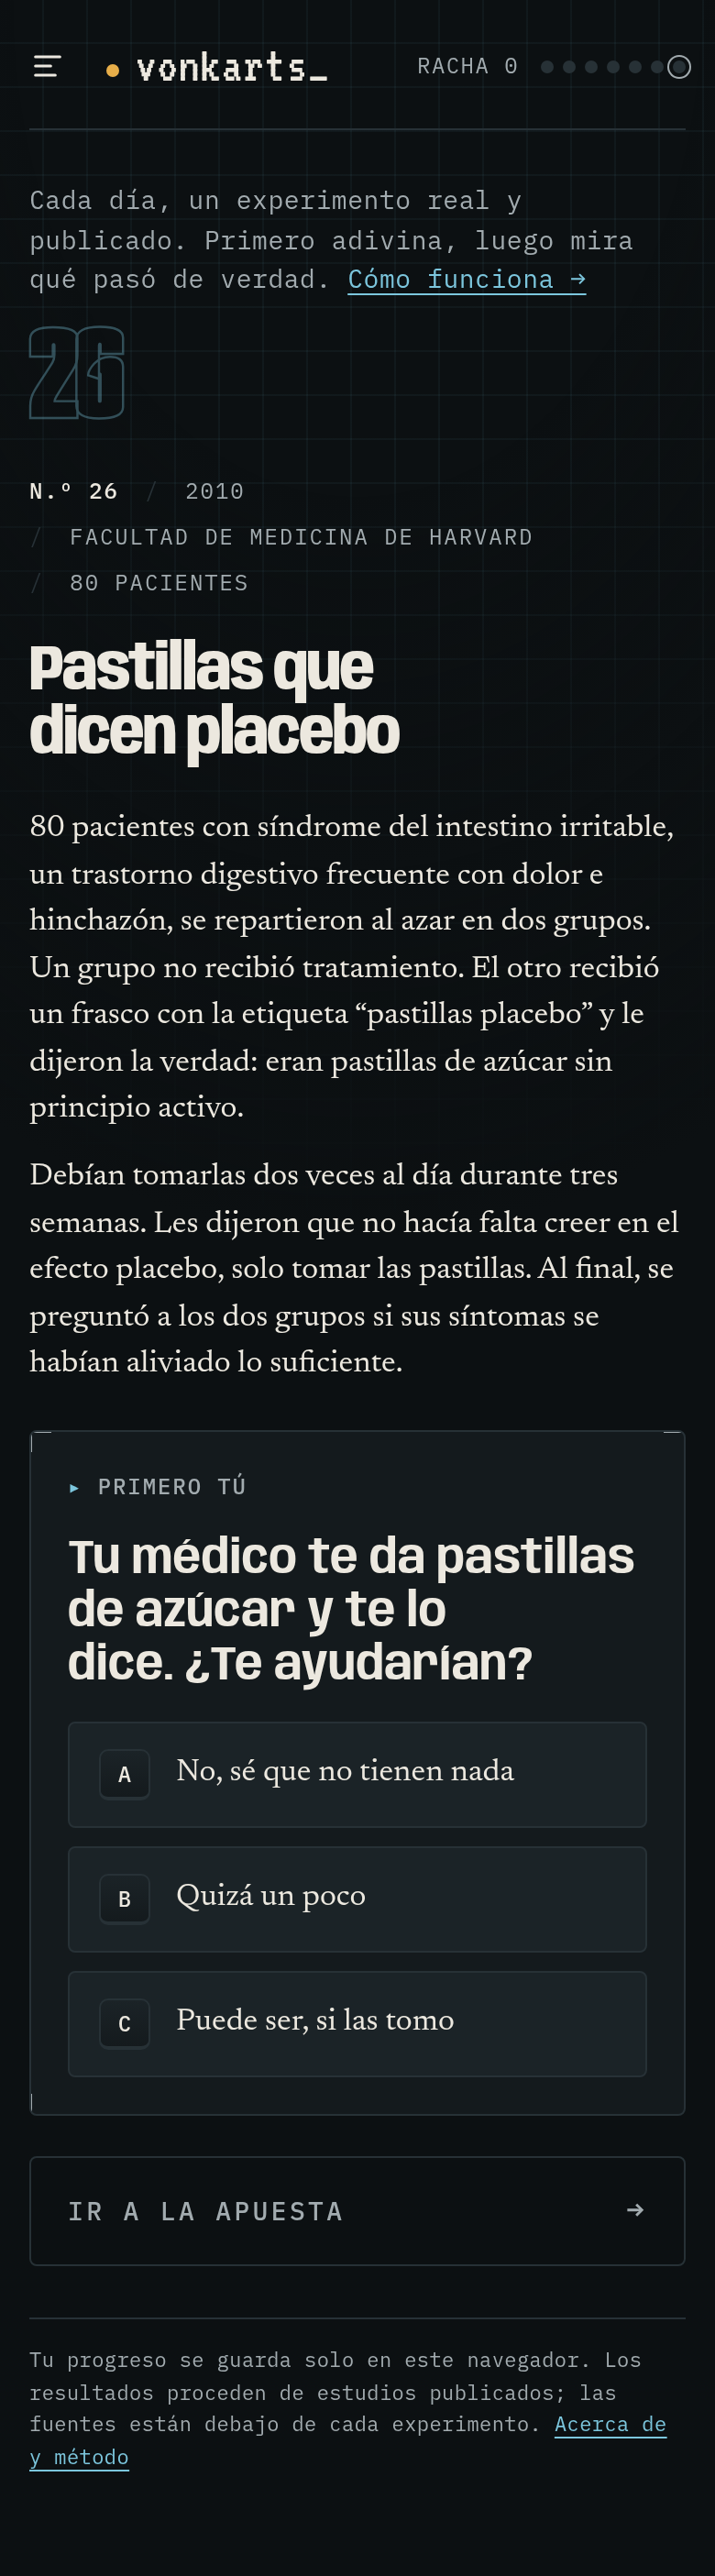 vonkarts_
RACHA 0
Cada día, un experimento real y
publicado. Primero adivina, luego mira
qué pasó de verdad. Cómo funciona →
26
N.º 26 / 2010
/ FACULTAD DE MEDICINA DE HARVARD
/ 80 PACIENTES
Pastillas que
dicen placebo
80 pacientes con síndrome del intestino irritable,
un trastorno digestivo frecuente con dolor e
hinchazón, se repartieron al azar en dos grupos.
Un grupo no recibió tratamiento. El otro recibió
un frasco con la etiqueta “pastillas placebo” y le
dijeron la verdad: eran pastillas de azúcar sin
principio activo.
Debían tomarlas dos veces al día durante tres
semanas. Les dijeron que no hacía falta creer en el
efecto placebo, solo tomar las pastillas. Al final, se
preguntó a los dos grupos si sus síntomas se
habían aliviado lo suficiente.
▸ PRIMERO TÚ
Tu médico te da pastillas
de azúcar y te lo
dice. ¿Te ayudarían?
A No, sé que no tienen nada
B Quizá un poco
C Puede ser, si las tomo
IR A LA APUESTA →
Tu progreso se guarda solo en este navegador. Los
resultados proceden de estudios publicados; las
fuentes están debajo de cada experimento. Acerca de
y método